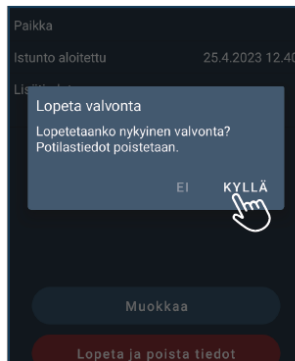 Paikka
Istunto aloitettu 25.4.2023 12.40
Lopeta valvonta
Lopetetaanko nykyinen valvonta?
Potilastiedot poistetaan.
EI KYLLÄ
Muokkaa
Lopeta ja poista tiedot